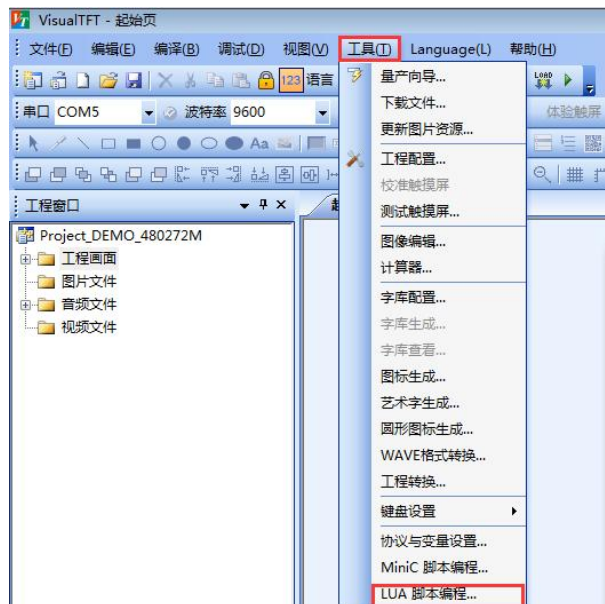 VisualTFT - 起始页
文件(F) 编辑(E) 编译(B) 调试(D) 视图(V) 工具(T) Language(L) 帮助(H)
123 语言
LOAD
串口 COM5 波特率 9600 体验触屏
Aa
工程窗口
Project_DEMO_480272M
工程画面
图片文件
音频文件
视频文件
量产向导...
下载文件...
更新图片资源...
工程配置...
校准触摸屏
测试触摸屏...
图像编辑...
计算器...
字库配置...
字库生成...
字库查看...
图标生成...
艺术字生成...
圆形图标生成...
WAVE格式转换...
工程转换...
键盘设置
协议与变量设置...
MiniC 脚本编程...
LUA 脚本编程...